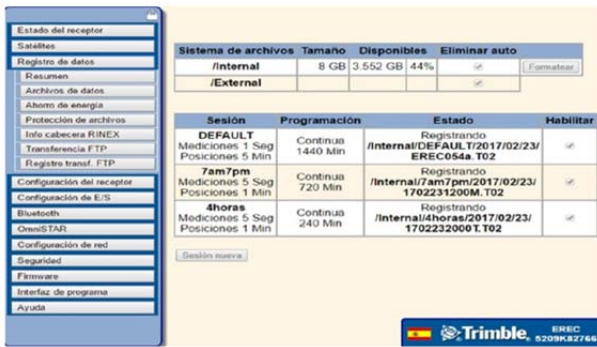 Estado del receptor
Satélites
Registro de datos
Resumen
Archivos de datos
Ahorro de energía
Protección de archivos
Info cabecera RINEX
Transferencia FTP
Registro transf. FTP
Configuración del receptor
Configuración de E/S
Bluetooth
OmniSTAR
Configuración de red
Seguridad
Firmware
Interfaz de programa
Ayuda
Sistema de archivos Tamaño Disponibles Eliminar auto
/Internal 8 GB 3.552 GB 44% Formatear
/External
Sesión Programación Estado Habilitar
DEFAULT
Mediciones 1 Seg
Posiciones 5 Min
Continua
1440 Min
Registrando
/Internal/DEFAULT/2017/02/23/
EREC054a.T02
7am7pm
Mediciones 5 Seg
Posiciones 1 Min
Continua
720 Min
Registrando
/Internal/7am7pm/2017/02/23/
1702231200M.T02
4horas
Mediciones 5 Seg
Posiciones 1 Min
Continua
240 Min
Registrando
/Internal/4horas/2017/02/23/
1702232000T.T02
Sesión nueva
Trimble. EREC
5209K82766